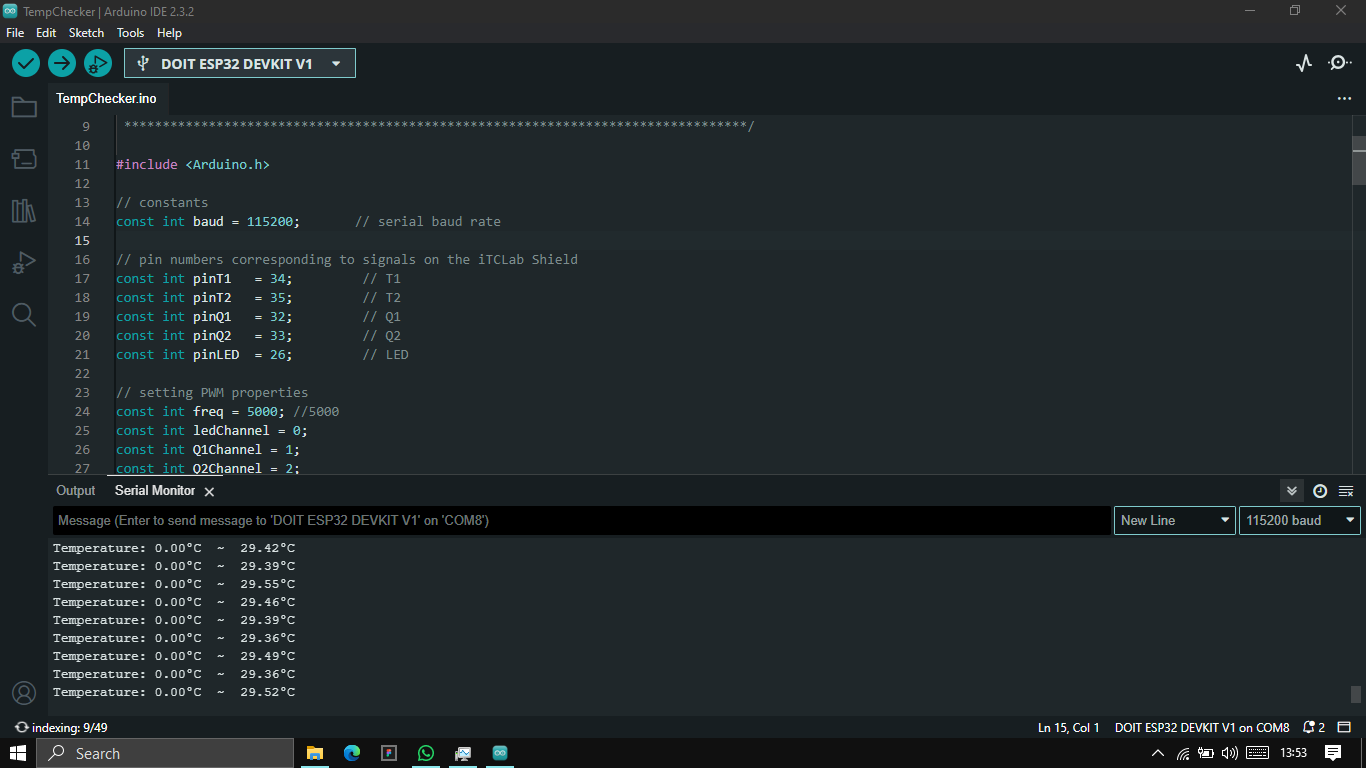 TempChecker | Arduino IDE 2.3.2
File Edit Sketch Tools Help
DOIT ESP32 DEVKIT V1
TempChecker.ino
9 *********************************************************************************/
10
11 #include <Arduino.h>
12
13 // constants
14 const int baud = 115200; // serial baud rate
15
16 // pin numbers corresponding to signals on the iTCLab Shield
17 const int pinT1 = 34; // T1
18 const int pinT2 = 35; // T2
19 const int pinQ1 = 32; // Q1
20 const int pinQ2 = 33; // Q2
21 const int pinLED = 26; // LED
22
23 // setting PWM properties
24 const int freq = 5000; //5000
25 const int ledChannel = 0;
26 const int Q1Channel = 1;
27 const int Q2Channel = 2;
Output Serial Monitor
Message (Enter to send message to 'DOIT ESP32 DEVKIT V1' on 'COM8')
New Line 115200 baud
Temperature: 0.00°C ~ 29.42°C
Temperature: 0.00°C ~ 29.39°C
Temperature: 0.00°C ~ 29.55°C
Temperature: 0.00°C ~ 29.46°C
Temperature: 0.00°C ~ 29.39°C
Temperature: 0.00°C ~ 29.36°C
Temperature: 0.00°C ~ 29.49°C
Temperature: 0.00°C ~ 29.36°C
Temperature: 0.00°C ~ 29.52°C
indexing: 9/49 Ln 15, Col 1 DOIT ESP32 DEVKIT V1 on COM8 2
Search 13:53